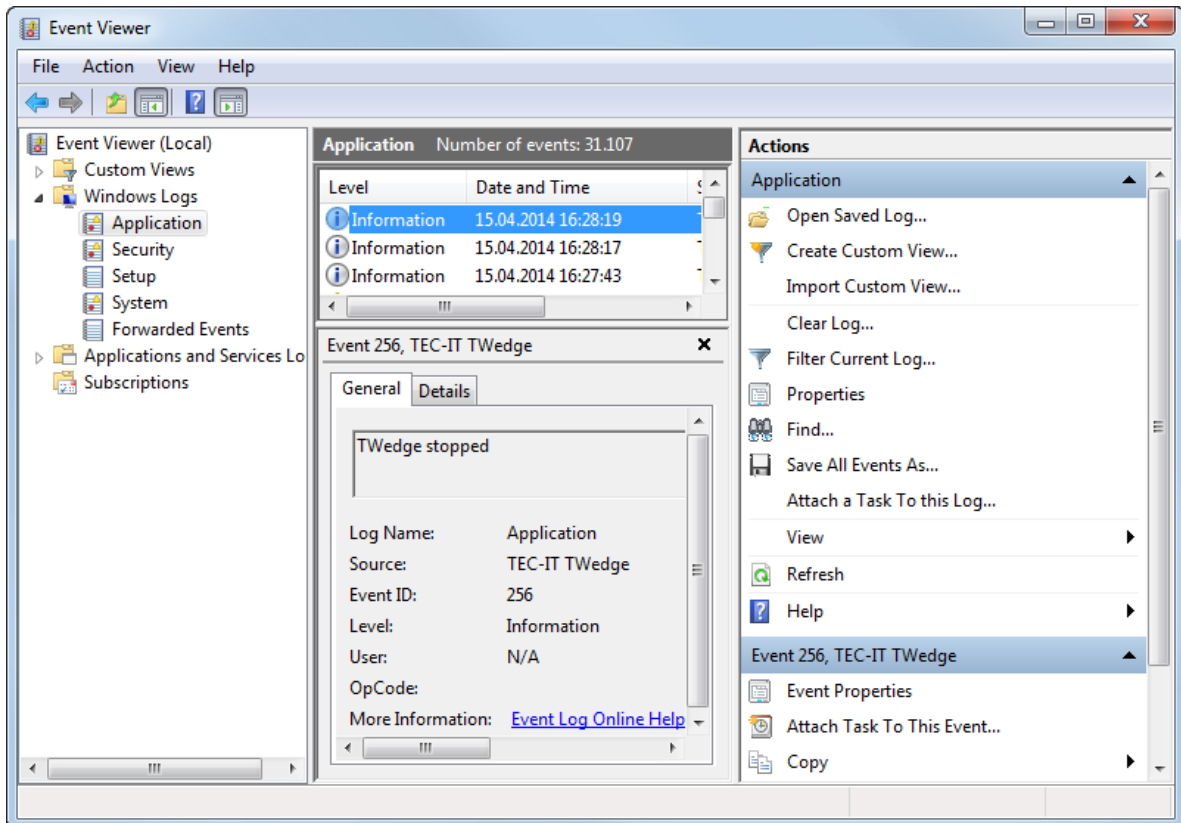 Event Viewer
File Action View Help
Event Viewer (Local)
Custom Views
Windows Logs
Application
Security
Setup
System
Forwarded Events
Applications and Services Lo
Subscriptions
Application Number of events: 31.107
Level Date and Time
Information 15.04.2014 16:28:19
Information 15.04.2014 16:28:17
Information 15.04.2014 16:27:43
Event 256, TEC-IT TWedge
General Details
TWedge stopped
Log Name: Application
Source: TEC-IT TWedge
Event ID: 256
Level: Information
User: N/A
OpCode:
More Information: Event Log Online Help
Actions
Application
Open Saved Log...
Create Custom View...
Import Custom View...
Clear Log...
Filter Current Log...
Properties
Find...
Save All Events As...
Attach a Task To this Log...
View
Refresh
Help
Event 256, TEC-IT TWedge
Event Properties
Attach Task To This Event...
Copy